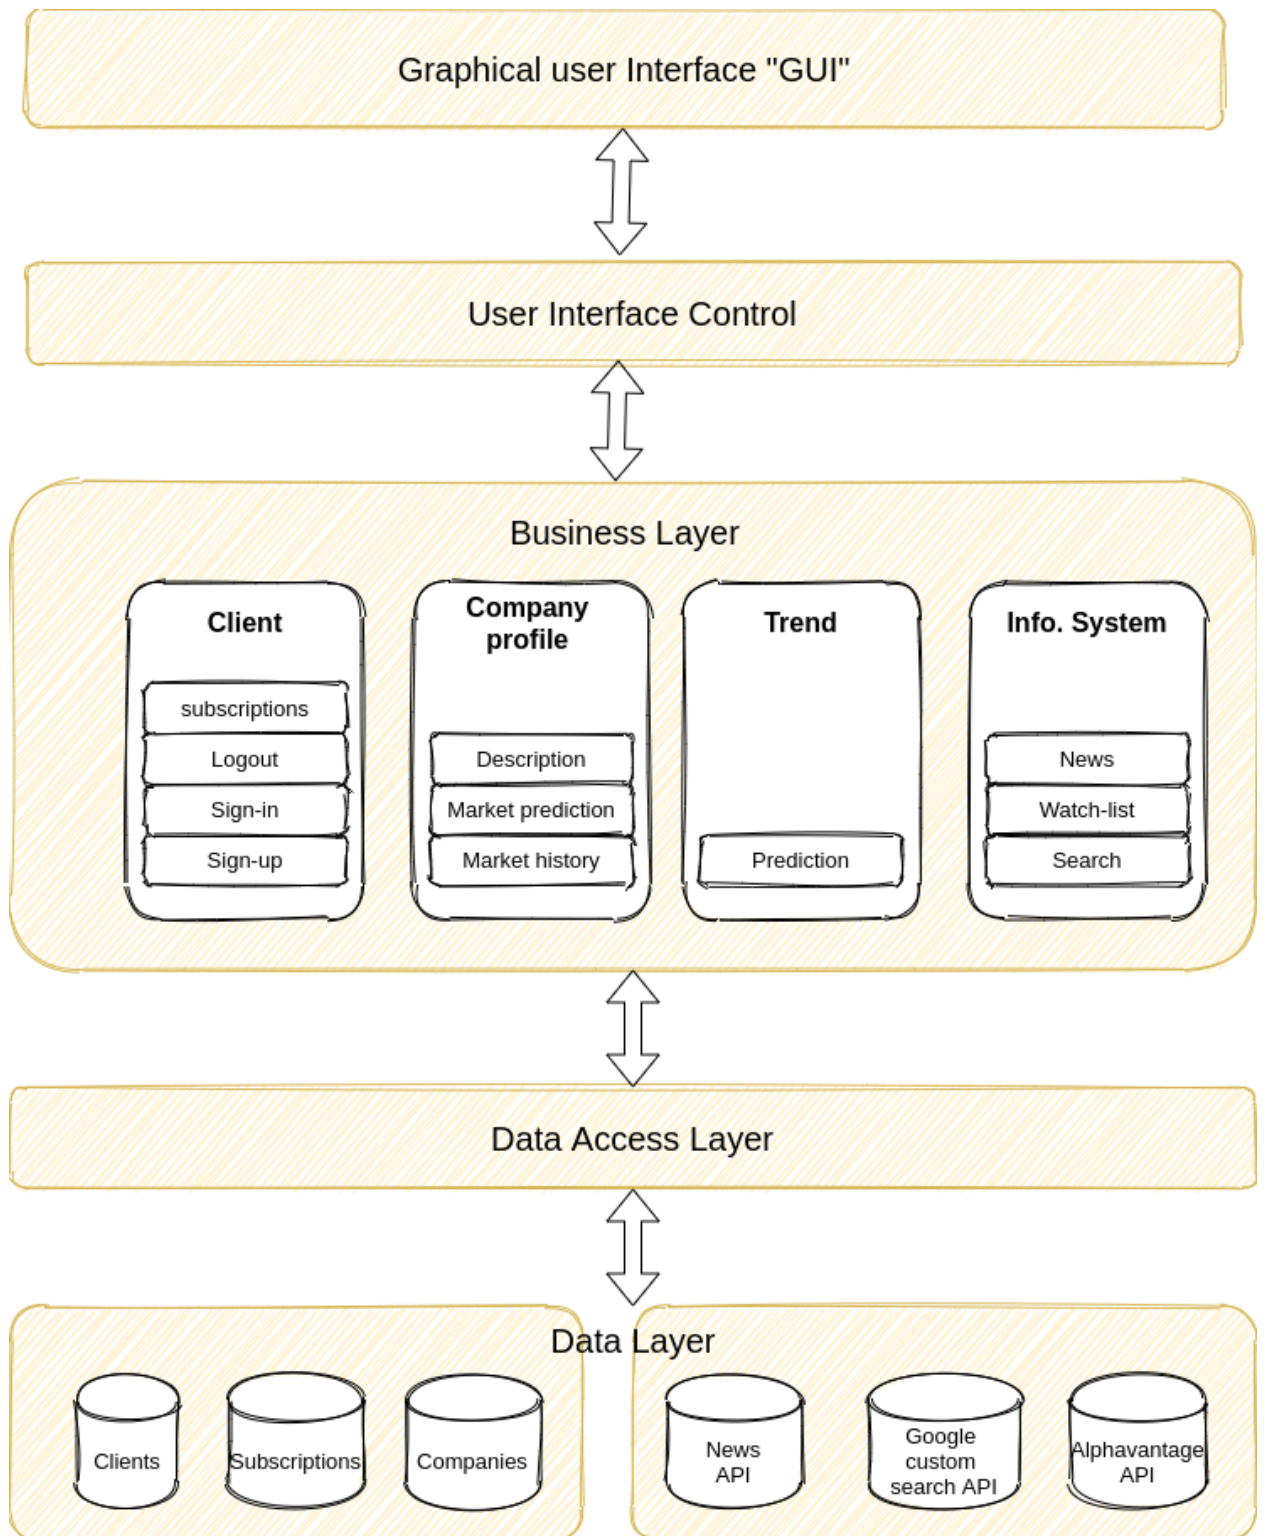 Graphical user Interface "GUI"
User Interface Control
Business Layer
Client
subscriptions
Logout
Sign-in
Sign-up
Company
profile
Description
Market prediction
Market history
Trend
Prediction
Info. System
News
Watch-list
Search
Data Access Layer
Data Layer
Clients
Subscriptions
Companies
News
API
Google
custom
search API
Alphavantage
API